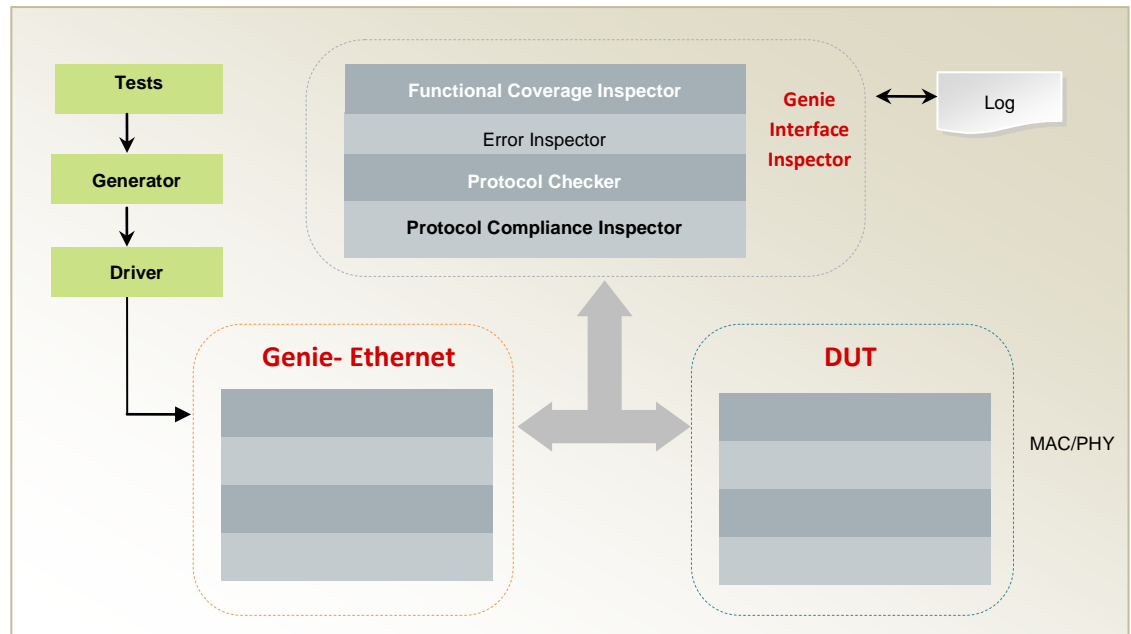 Tests
Generator
Driver
Functional Coverage Inspector
Error Inspector
Protocol Checker
Protocol Compliance Inspector
Genie
Interface
Inspector
Log
Genie- Ethernet
DUT
MAC/PHY